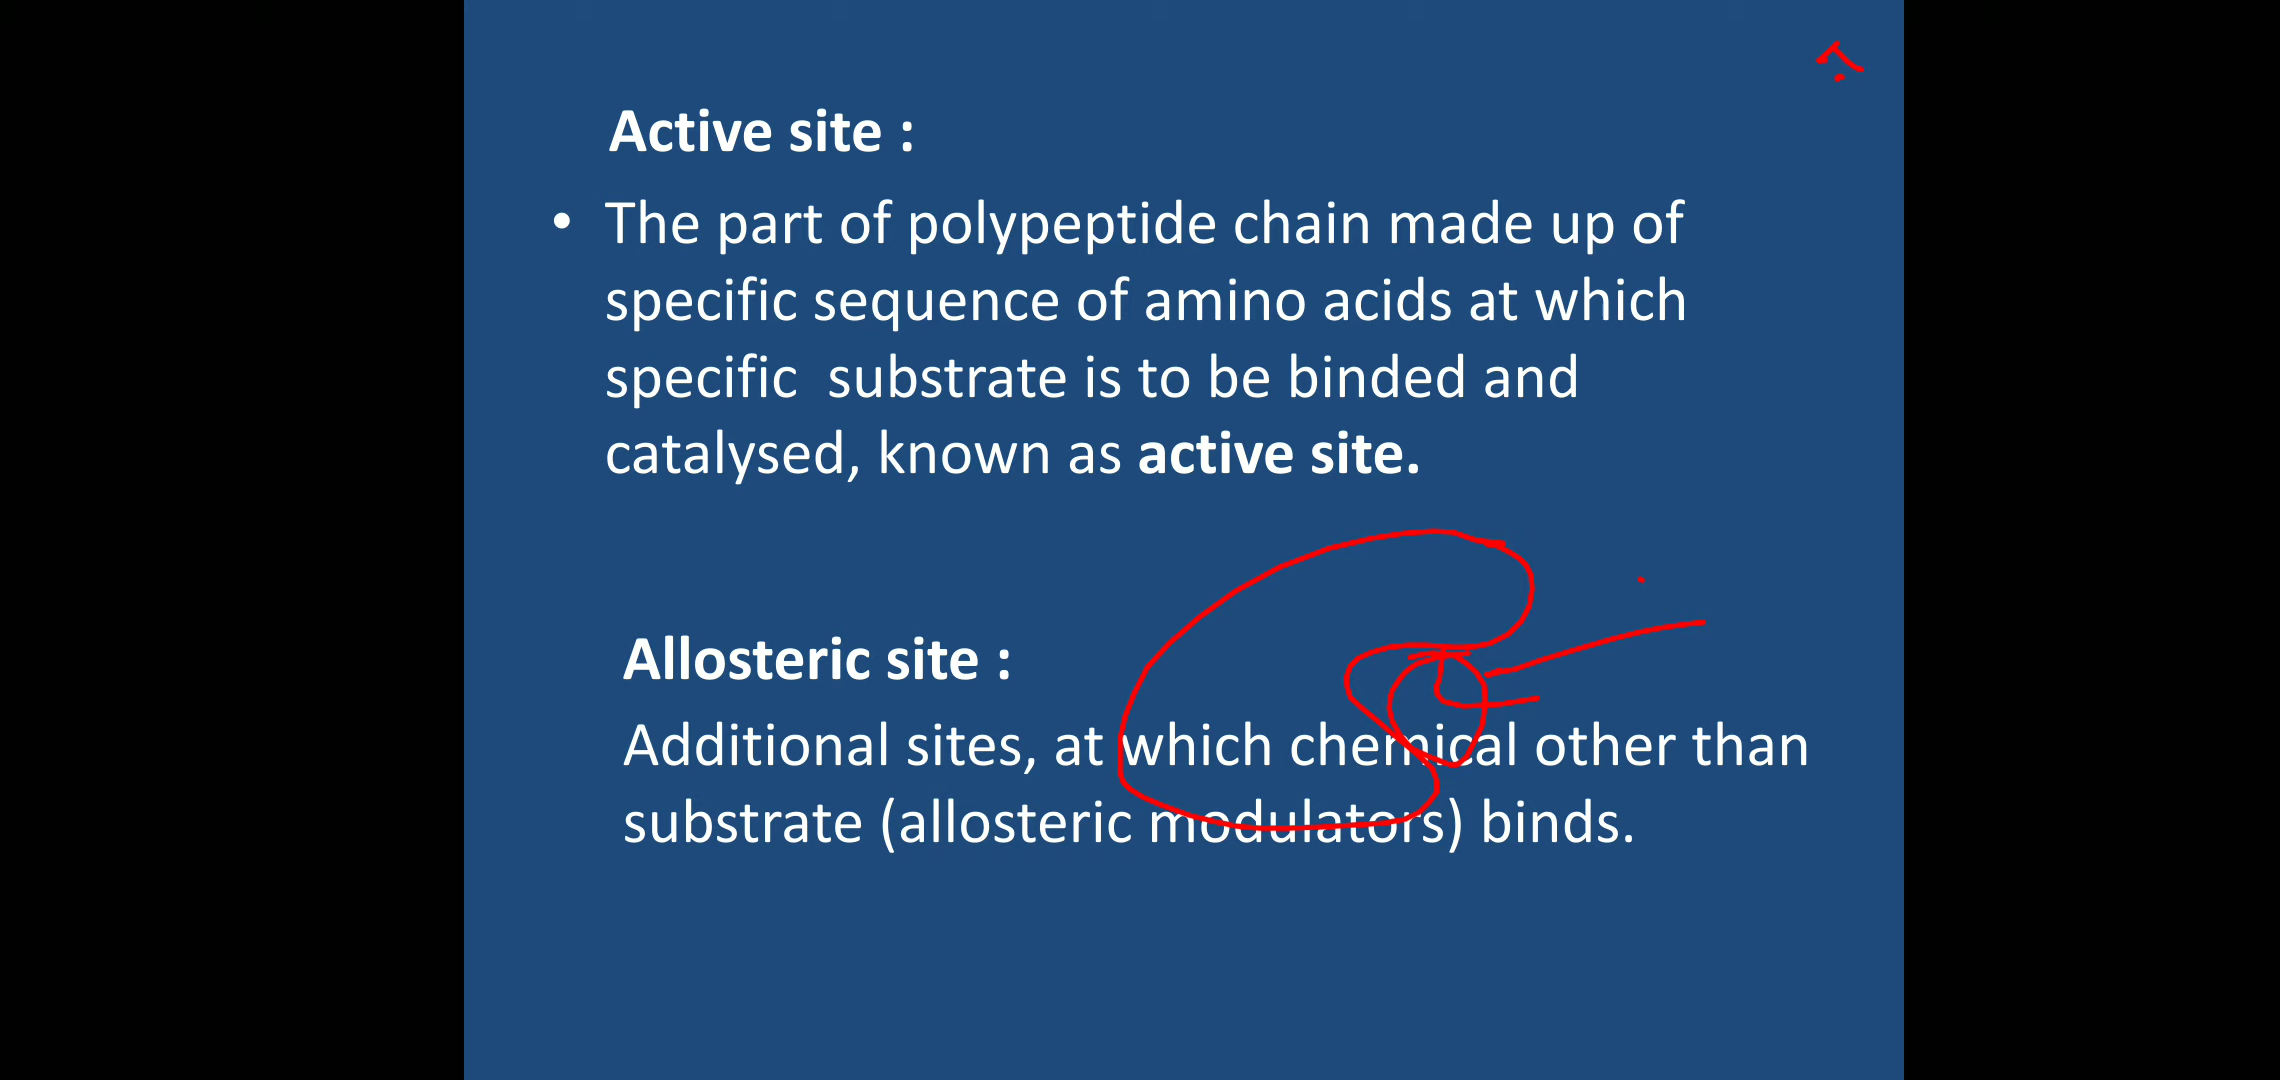 Active site :
• The part of polypeptide chain made up of
specific sequence of amino acids at which
specific  substrate is to be binded and
catalysed, known as active site.
Allosteric site :
Additional sites, at which chemical other than
substrate (allosteric modulators) binds.